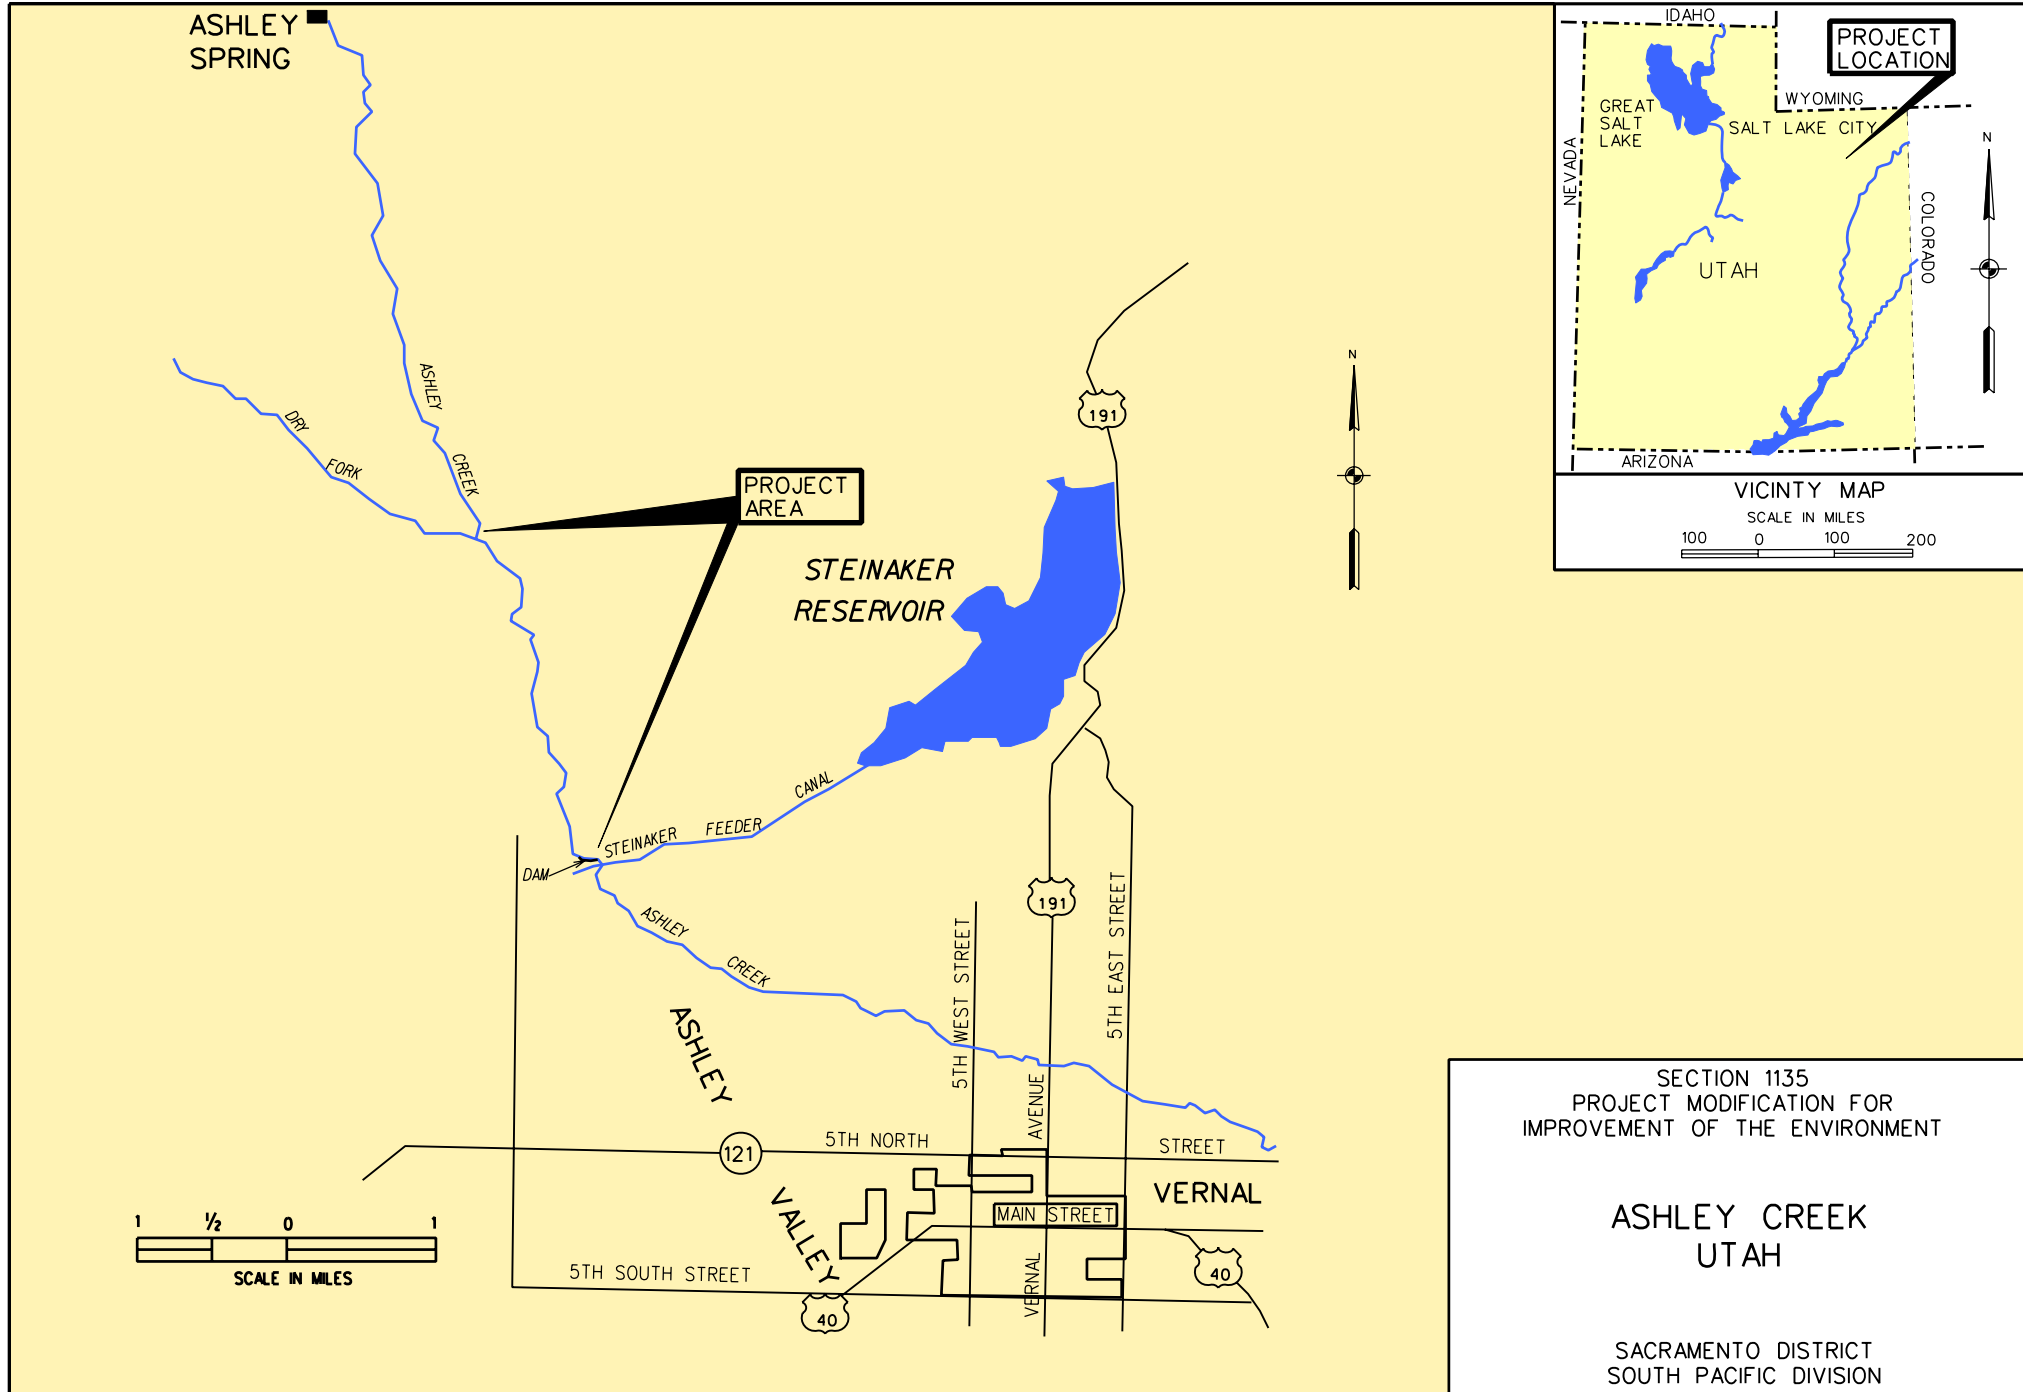 ASHLEY
SPRING
ASHLEY
CREEK
DRY
FORK
PROJECT
AREA
STEINAKER
RESERVOIR
191
N
STEINAKER FEEDER CANAL
DAM
ASHLEY
CREEK
191
5TH WEST STREET
5TH EAST STREET
ASHLEY
VALLEY
AVENUE
VERNAL
5TH NORTH
STREET
121
VERNAL
MAIN STREET
5TH SOUTH STREET
40
40
1 ½ 0 1
SCALE IN MILES
IDAHO
PROJECT
LOCATION
WYOMING
GREAT
SALT
LAKE
SALT LAKE CITY
NEVADA
COLORADO
UTAH
N
ARIZONA
VICINTY MAP
SCALE IN MILES
100 0 100 200
SECTION 1135
PROJECT MODIFICATION FOR
IMPROVEMENT OF THE ENVIRONMENT
ASHLEY CREEK
UTAH
SACRAMENTO DISTRICT
SOUTH PACIFIC DIVISION